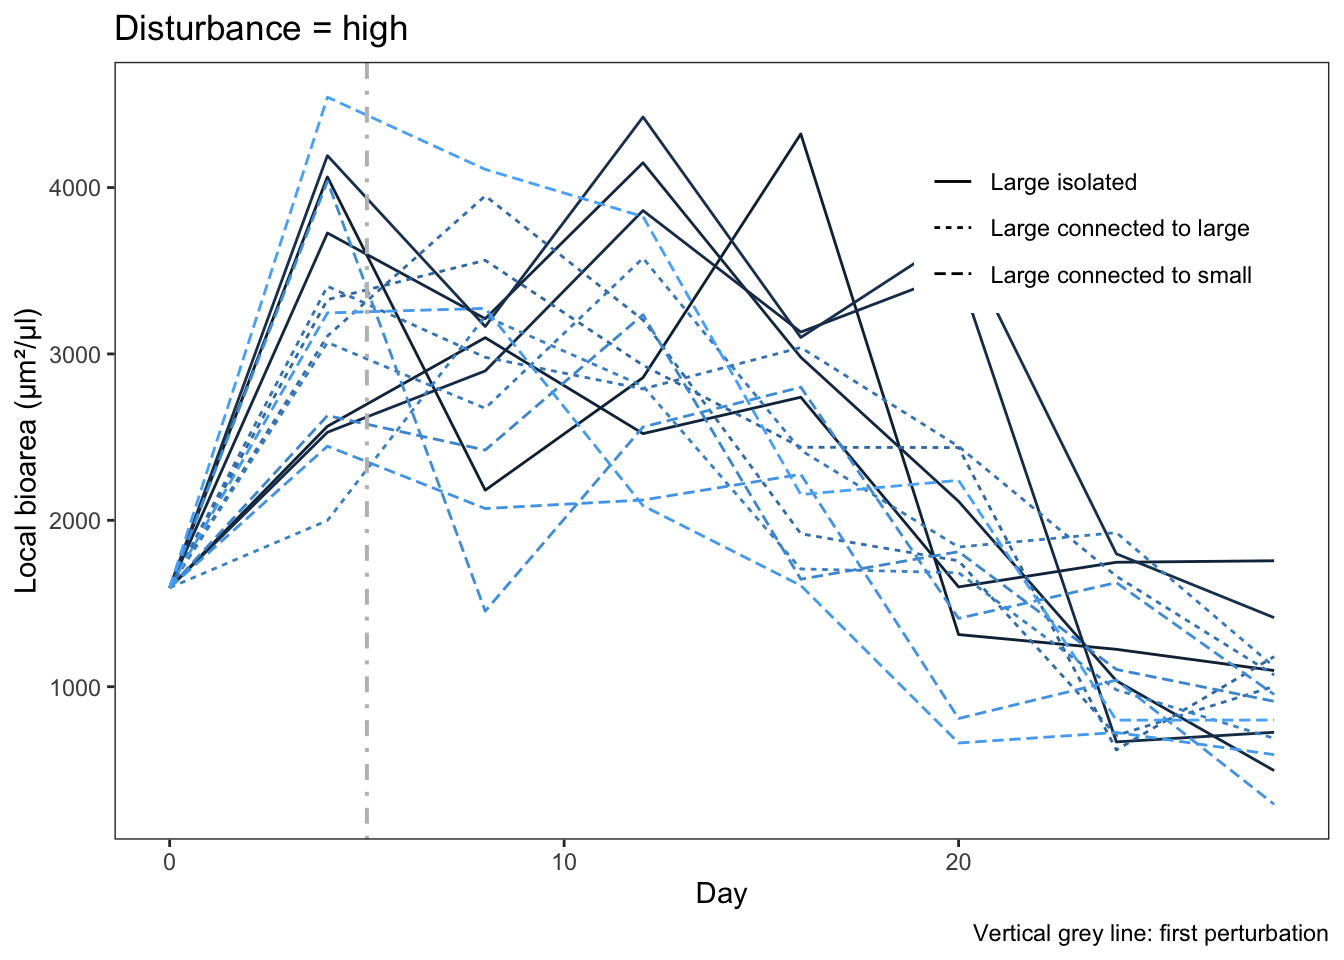 Disturbance = high
Local bioarea (µm²/µl)
4000
3000
2000
1000
Large isolated
Large connected to large
Large connected to small
0
10
20
Day
Vertical grey line: first perturbation